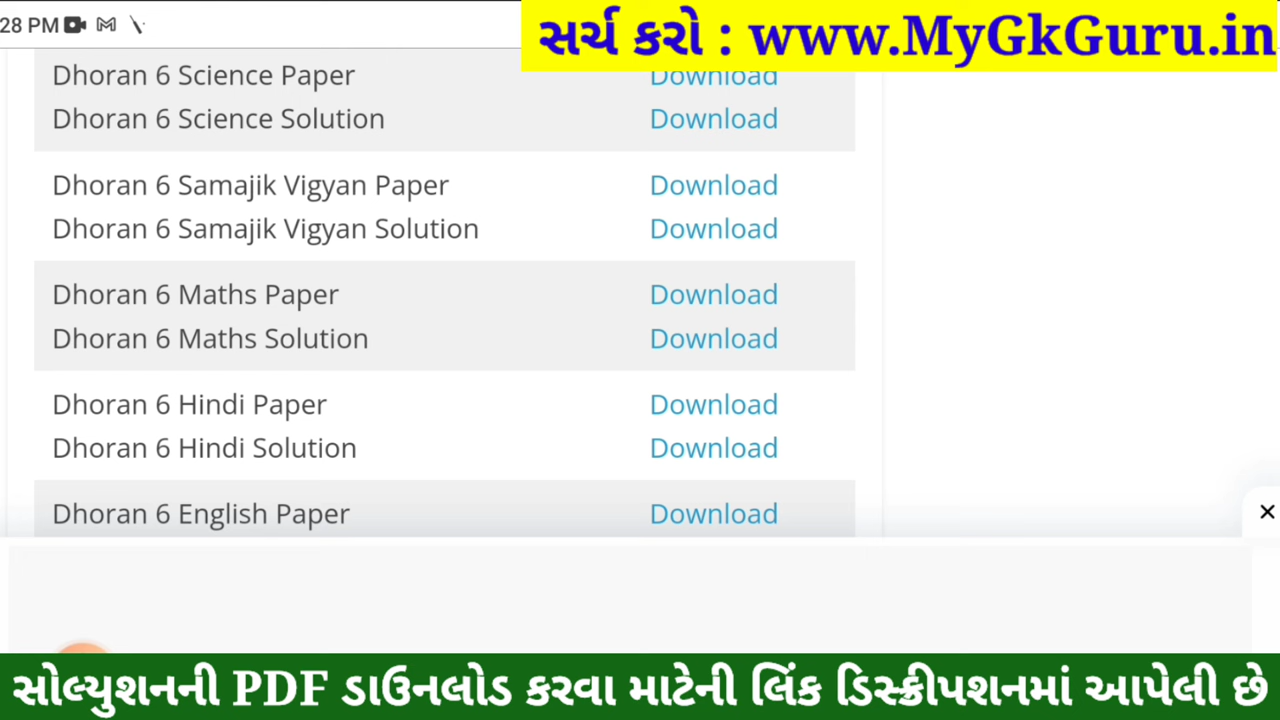 28 PM
સર્ચ કરો : www.MyGkGuru.in
Dhoran 6 Science Paper Download
Dhoran 6 Science Solution Download
Dhoran 6 Samajik Vigyan Paper Download
Dhoran 6 Samajik Vigyan Solution Download
Dhoran 6 Maths Paper Download
Dhoran 6 Maths Solution Download
Dhoran 6 Hindi Paper Download
Dhoran 6 Hindi Solution Download
Dhoran 6 English Paper Download
સોલ્યુશનની PDF ડાઉનલોડ કરવા માટેની લિંક ડિસ્ક્રીપશનમાં આપેલી છે